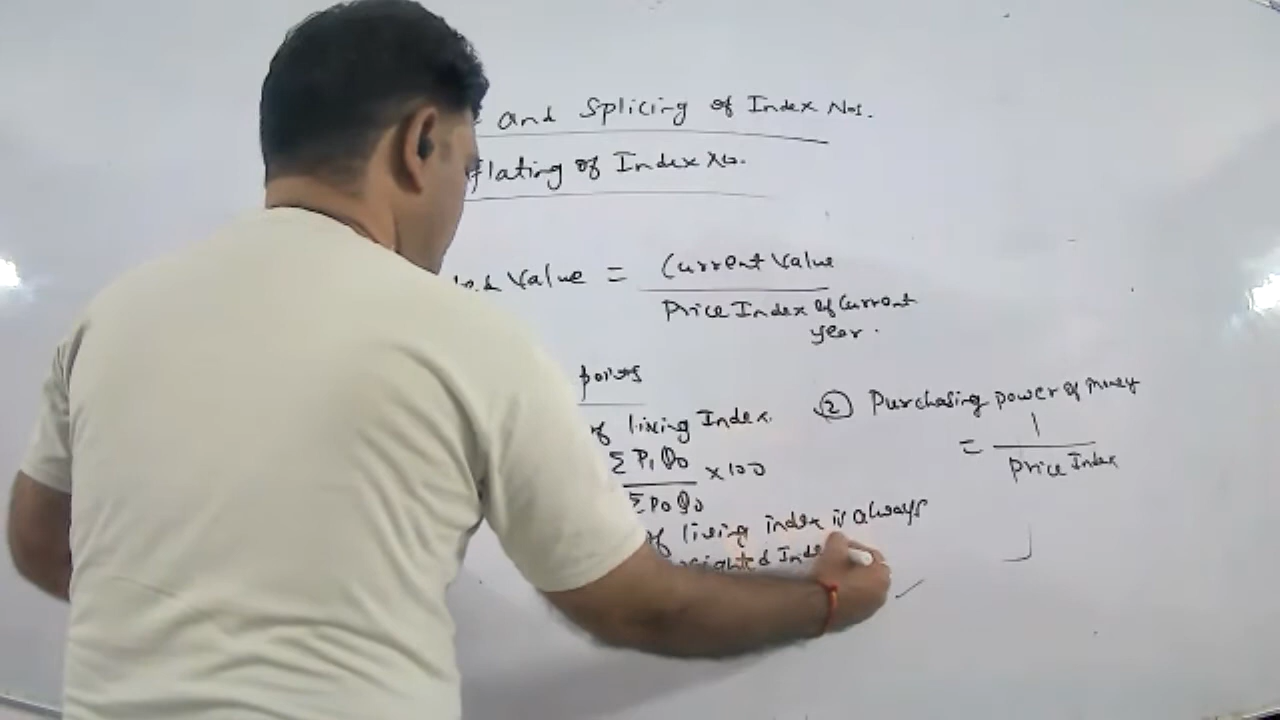 and Splicing of Index Nos.
flating of Index No.
Value = Current Value
Price Index of Current
year.
points
of living Index.
Σ P₁ Q₀ × 100
Σ P₀ Q₀
of living index is always
② Purchasing power of money
= 1
Price Index